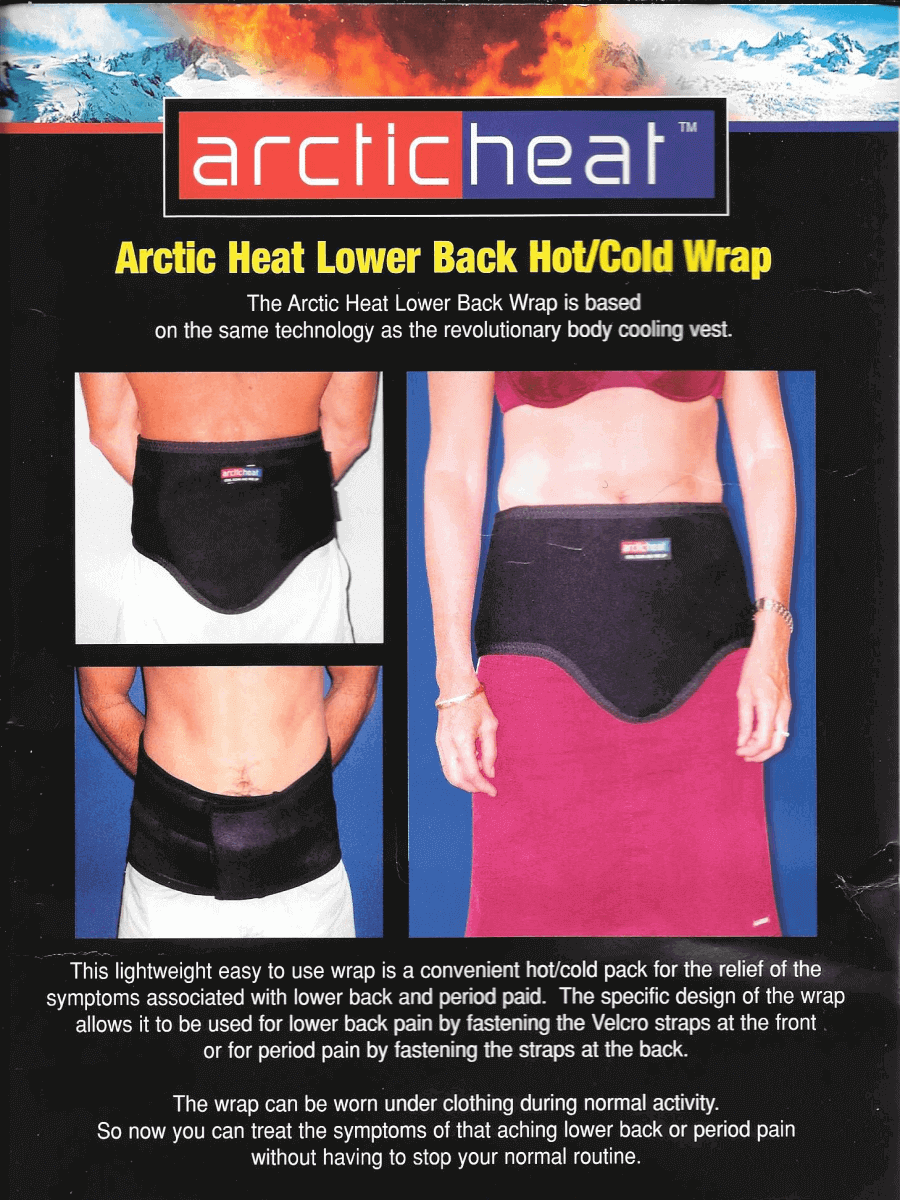 arcticheat™
Arctic Heat Lower Back Hot/Cold Wrap
The Arctic Heat Lower Back Wrap is based
on the same technology as the revolutionary body cooling vest.
arcticheat
arcticheat
This lightweight easy to use wrap is a convenient hot/cold pack for the relief of the
symptoms associated with lower back and period paid. The specific design of the wrap
allows it to be used for lower back pain by fastening the Velcro straps at the front
or for period pain by fastening the straps at the back.
The wrap can be worn under clothing during normal activity.
So now you can treat the symptoms of that aching lower back or period pain
without having to stop your normal routine.